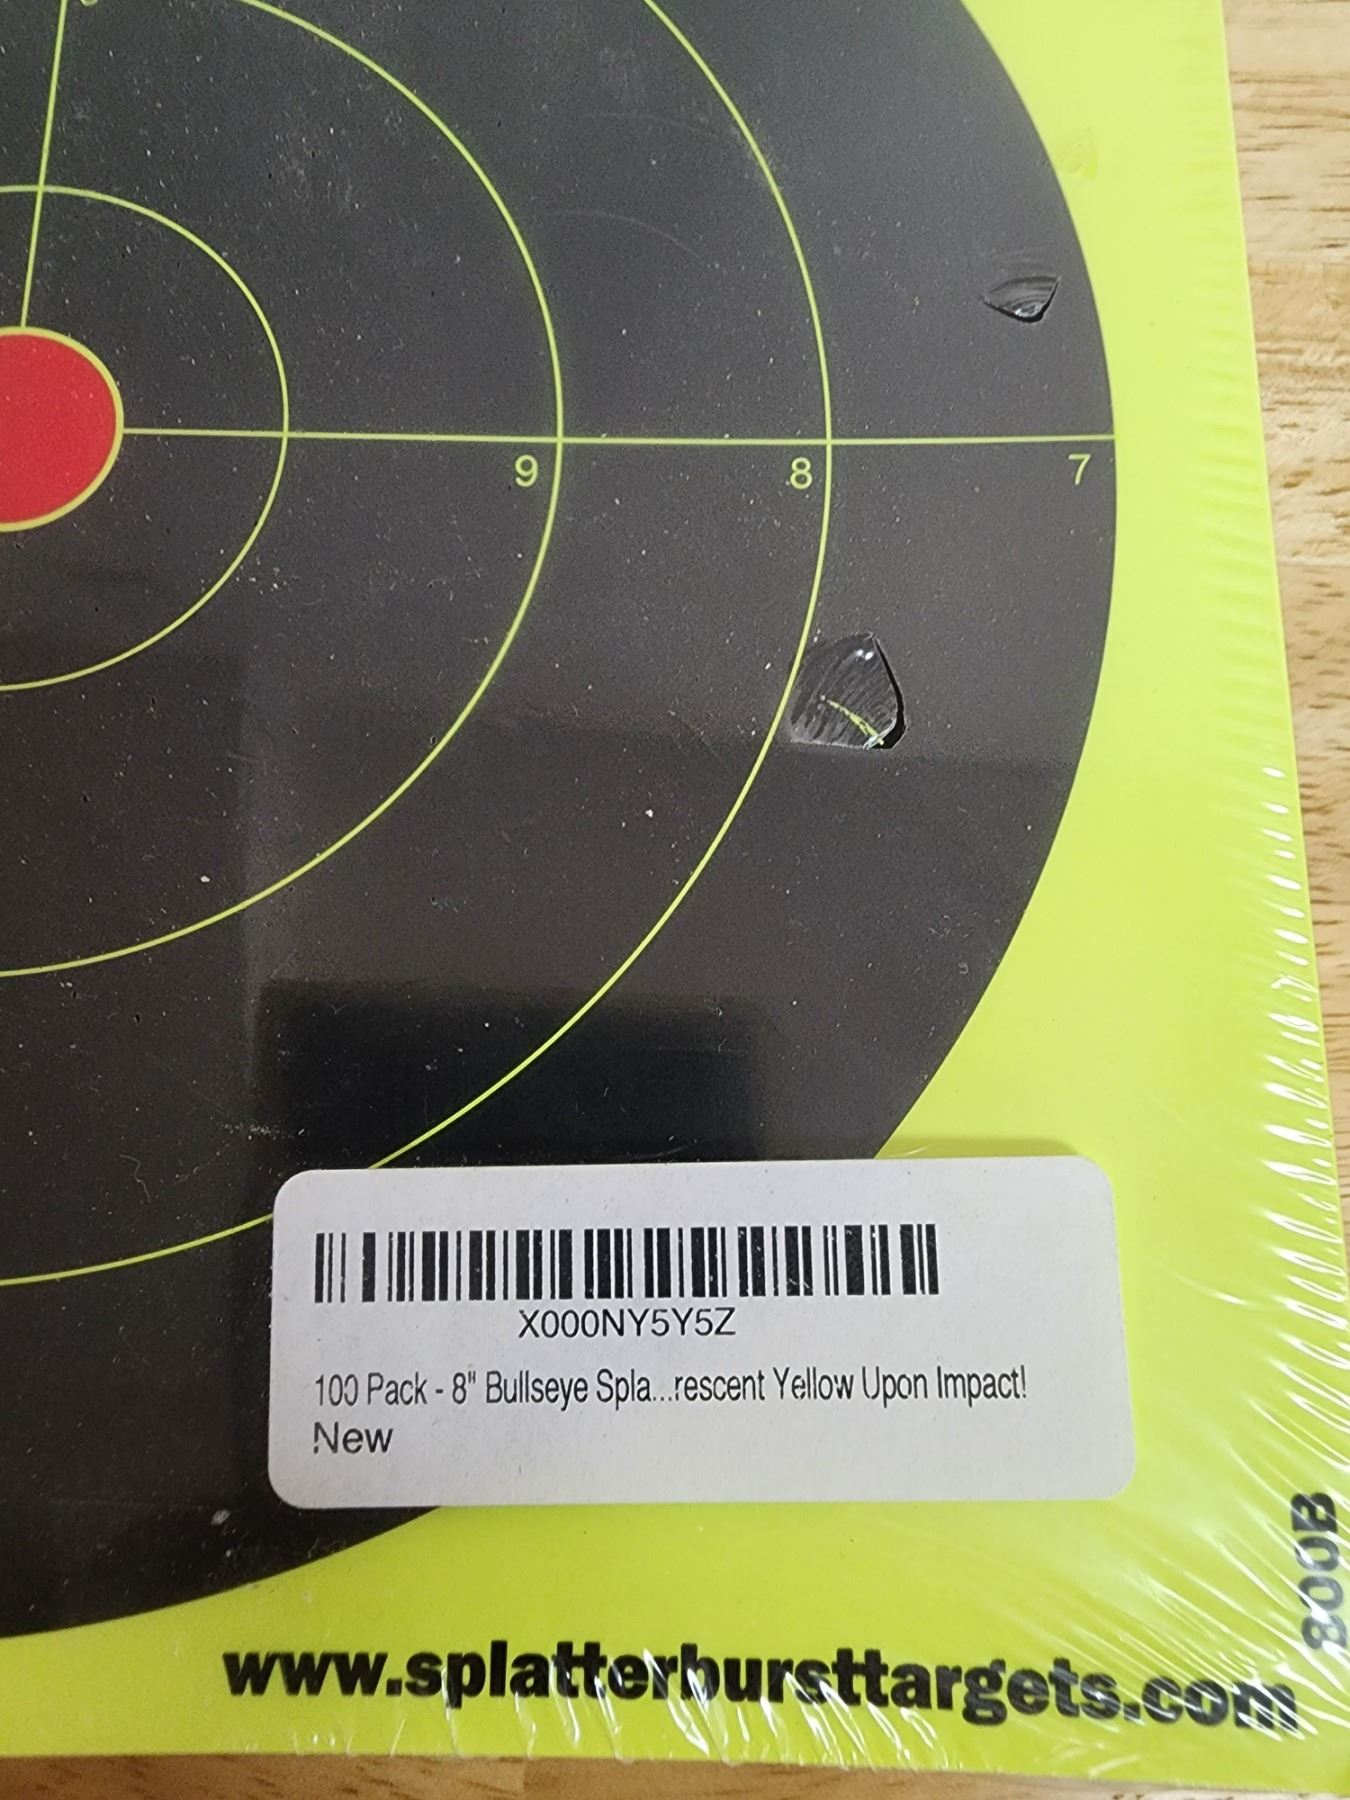 9
8
7
X000NY5Y5Z
100 Pack - 8" Bullseye Spla...rescent Yellow Upon Impact!
New
800B
www.splatterbursttargets.com